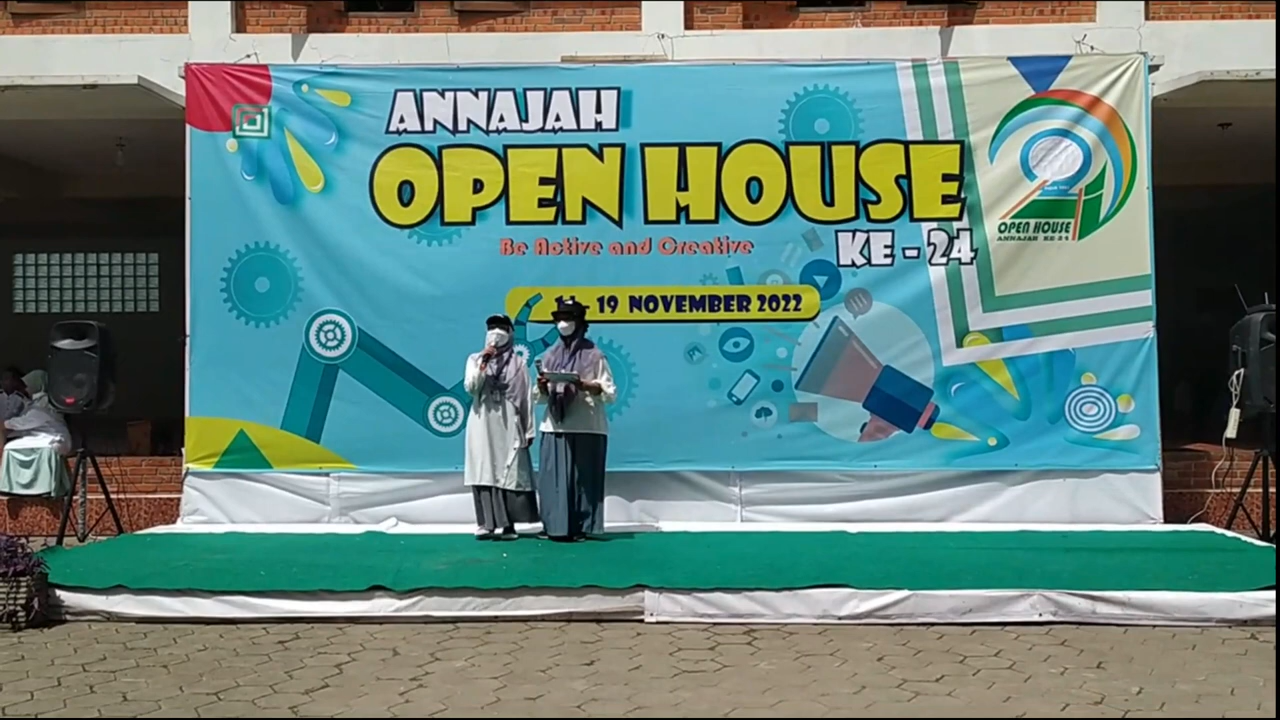 ANNAJAH
OPEN HOUSE
Be Active and Creative
KE - 24
19 NOVEMBER 2022
OPEN HOUSE
ANNAJAH KE-24